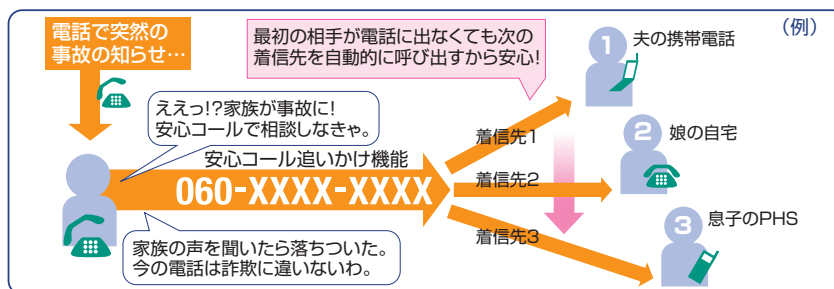 電話で突然の
事故の知らせ…
最初の相手が電話に出なくても次の
着信先を自動的に呼び出すから安心!
(例)
1
夫の携帯電話
ええっ!?家族が事故に!
安心コールで相談しなきゃ。
安心コール追いかけ機能
060-XXXX-XXXX
着信先1
着信先2
着信先3
2
娘の自宅
3
息子のPHS
家族の声を聞いたら落ちついた。
今の電話は詐欺に違いないわ。